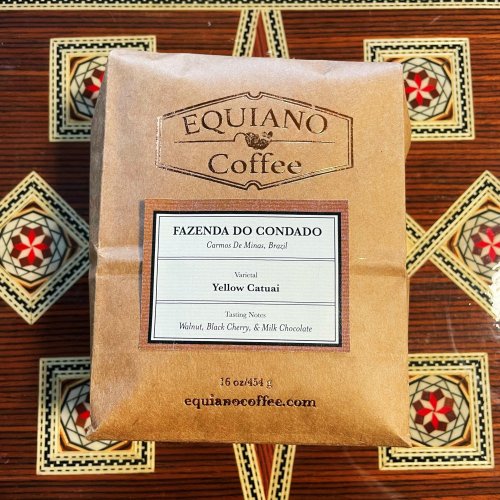 EQUIANO
Coffee
FAZENDA DO CONDADO
Carmos De Minas, Brazil
Varietal
Yellow Catuai
Tasting Notes
Walnut, Black Cherry, & Milk Chocolate
16 oz/454 g
equianocoffee.com